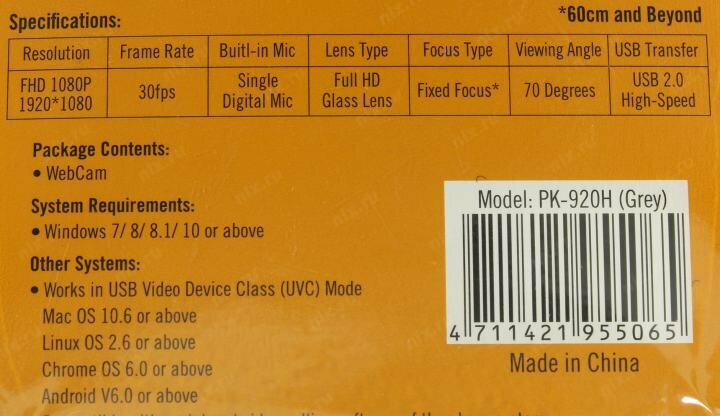 Specifications:
*60cm and Beyond
Resolution Frame Rate Buitl-in Mic Lens Type Focus Type Viewing Angle USB Transfer
FHD 1080P 1920*1080 30fps Single Digital Mic Full HD Glass Lens Fixed Focus* 70 Degrees USB 2.0 High-Speed
Package Contents:
• WebCam
System Requirements:
• Windows 7/ 8/ 8.1/ 10 or above
Other Systems:
• Works in USB Video Device Class (UVC) Mode
Mac OS 10.6 or above
Linux OS 2.6 or above
Chrome OS 6.0 or above
Android V6.0 or above
Model: PK-920H (Grey)
4 711421 955065
Made in China